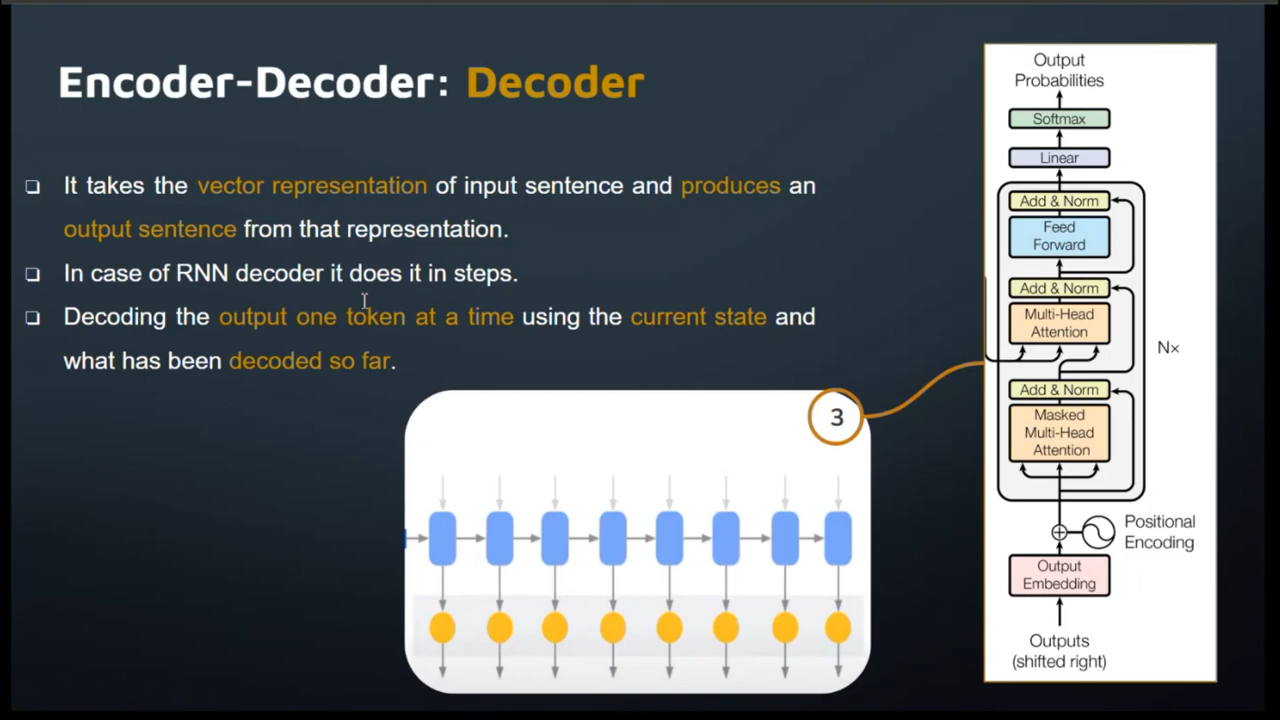 Encoder-Decoder: Decoder
❑ It takes the vector representation of input sentence and produces an
output sentence from that representation.
❑ In case of RNN decoder it does it in steps.
❑ Decoding the output one token at a time using the current state and
what has been decoded so far.
3
Output
Probabilities
Softmax
Linear
Add & Norm
Feed
Forward
Add & Norm
Multi-Head
Attention
N×
Add & Norm
Masked
Multi-Head
Attention
Positional
Encoding
Output
Embedding
Outputs
(shifted right)